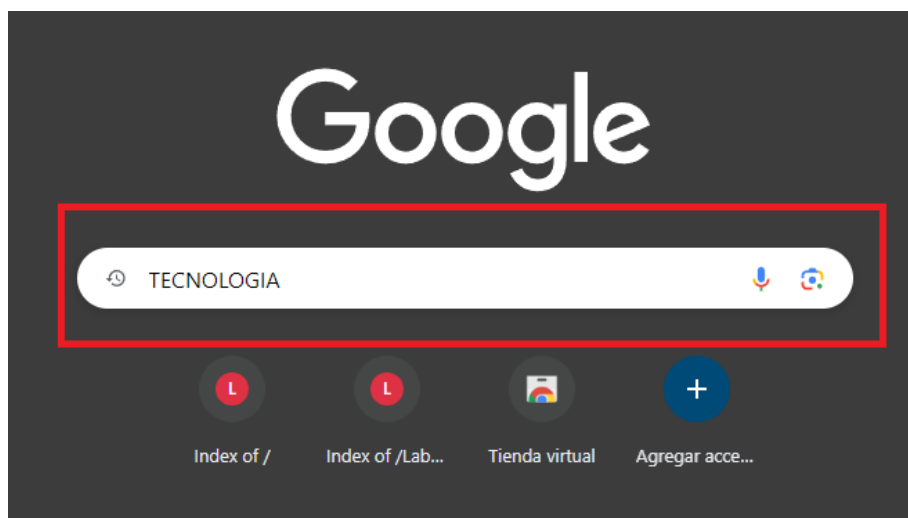 Google
TECNOLOGIA
L
L
Index of /
Index of /Lab...
Tienda virtual
Agregar acce...